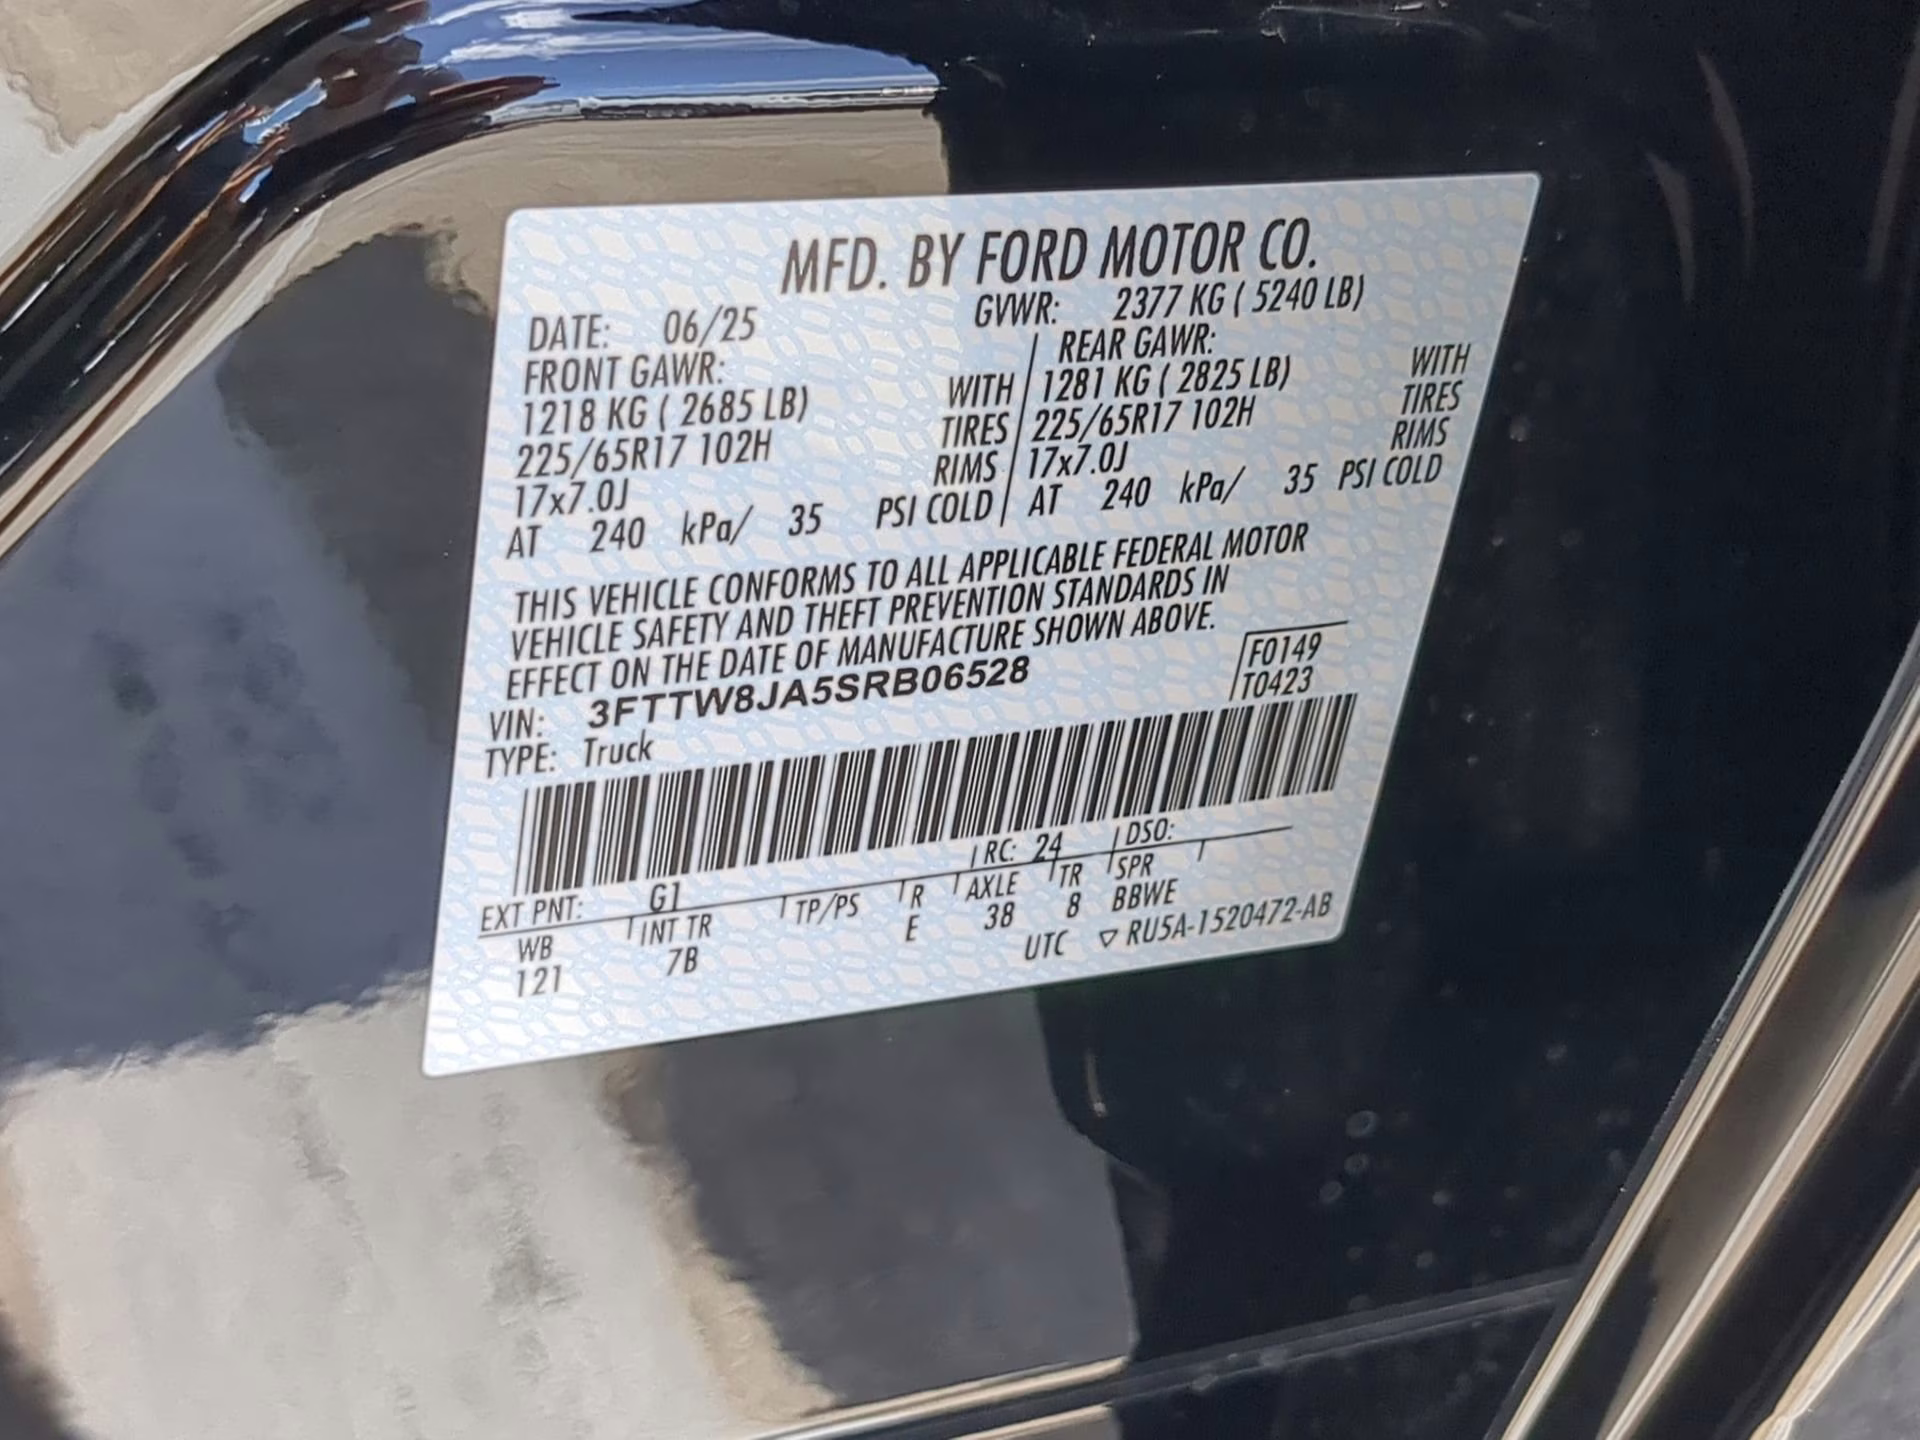 MFD. BY FORD MOTOR CO.
DATE: 06/25 GVWR: 2377 KG ( 5240 LB)
FRONT GAWR: REAR GAWR:
1218 KG ( 2685 LB) WITH 1281 KG ( 2825 LB) WITH
225/65R17 102H TIRES 225/65R17 102H TIRES
17x7.0J RIMS 17x7.0J RIMS
AT 240 kPa/ 35 PSI COLD AT 240 kPa/ 35 PSI COLD
THIS VEHICLE CONFORMS TO ALL APPLICABLE FEDERAL MOTOR
VEHICLE SAFETY AND THEFT PREVENTION STANDARDS IN
EFFECT ON THE DATE OF MANUFACTURE SHOWN ABOVE.
VIN: 3FTTW8JA5SRB06528 F0149
TYPE: Truck T0423
EXT PNT: G1 RC: 24 DSO:
WB INT TR TP/PS R AXLE TR SPR
121 7B E 38 8 BBWE
UTC ▽ RU5A-1520472-AB